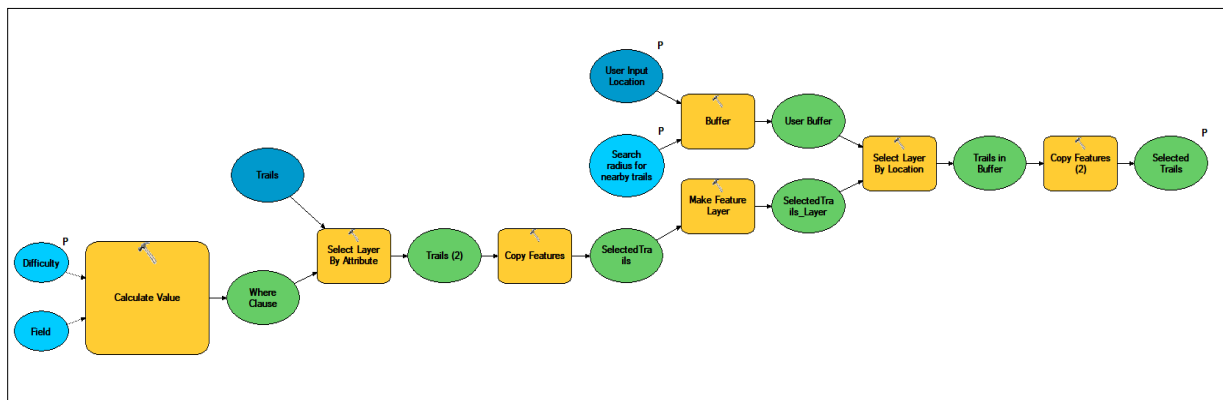 P
User Input
Location
Buffer
User Buffer
P
Search
radius for
nearby trails
Select Layer
By Location
Trails in
Buffer
Copy Features
(2)
P
Selected
Trails
Trails
Make Feature
Layer
SelectedTra
ils_Layer
P
Difficulty
Field
Calculate Value
Where
Clause
Select Layer
By Attribute
Trails (2)
Copy Features
SelectedTra
ils